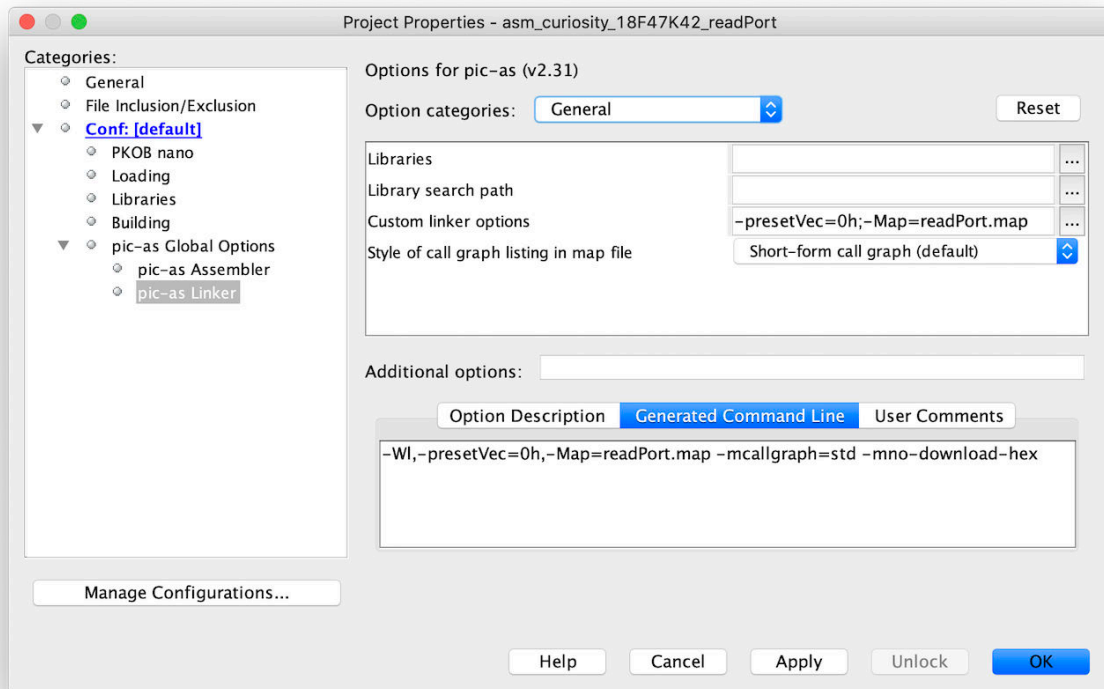 Project Properties - asm_curiosity_18F47K42_readPort
Categories:
General
File Inclusion/Exclusion
Conf: [default]
PKOB nano
Loading
Libraries
Building
pic-as Global Options
pic-as Assembler
pic-as Linker
Manage Configurations...
Options for pic-as (v2.31)
Option categories: General Reset
Libraries ...
Library search path ...
Custom linker options -presetVec=0h;-Map=readPort.map ...
Style of call graph listing in map file Short-form call graph (default)
Additional options:
Option Description Generated Command Line User Comments
-Wl,-presetVec=0h,-Map=readPort.map -mcallgraph=std -mno-download-hex
Help Cancel Apply Unlock OK